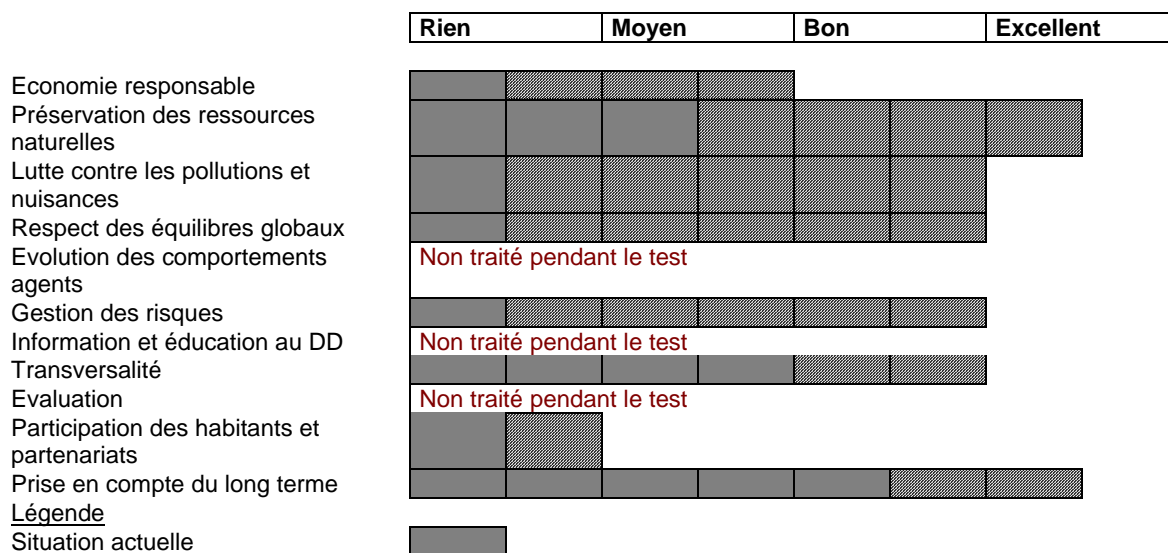 Rien Moyen Bon Excellent
Economie responsable
Préservation des ressources
naturelles
Lutte contre les pollutions et
nuisances
Respect des équilibres globaux
Evolution des comportements Non traité pendant le test
agents
Gestion des risques
Information et éducation au DD Non traité pendant le test
Transversalité
Evaluation Non traité pendant le test
Participation des habitants et
partenariats
Prise en compte du long terme
Légende
Situation actuelle